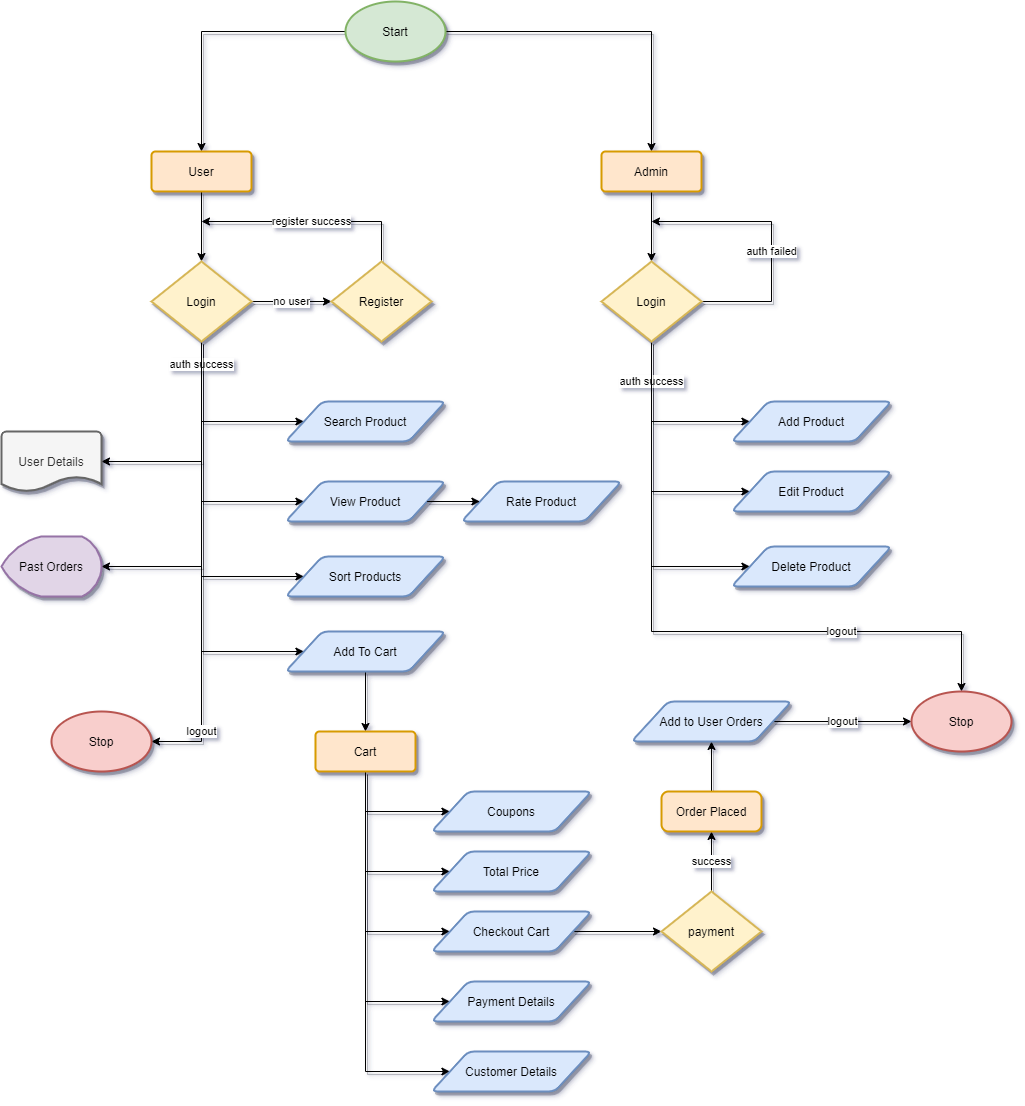 Start
User
Admin
register success
auth failed
Login
no user
Register
Login
auth success
auth success
Search Product
Add Product
User Details
View Product
Rate Product
Edit Product
Past Orders
Sort Products
Delete Product
logout
Add To Cart
Stop
logout
Add to User Orders
logout
Stop
Cart
Coupons
Order Placed
success
Total Price
Checkout Cart
payment
Payment Details
Customer Details